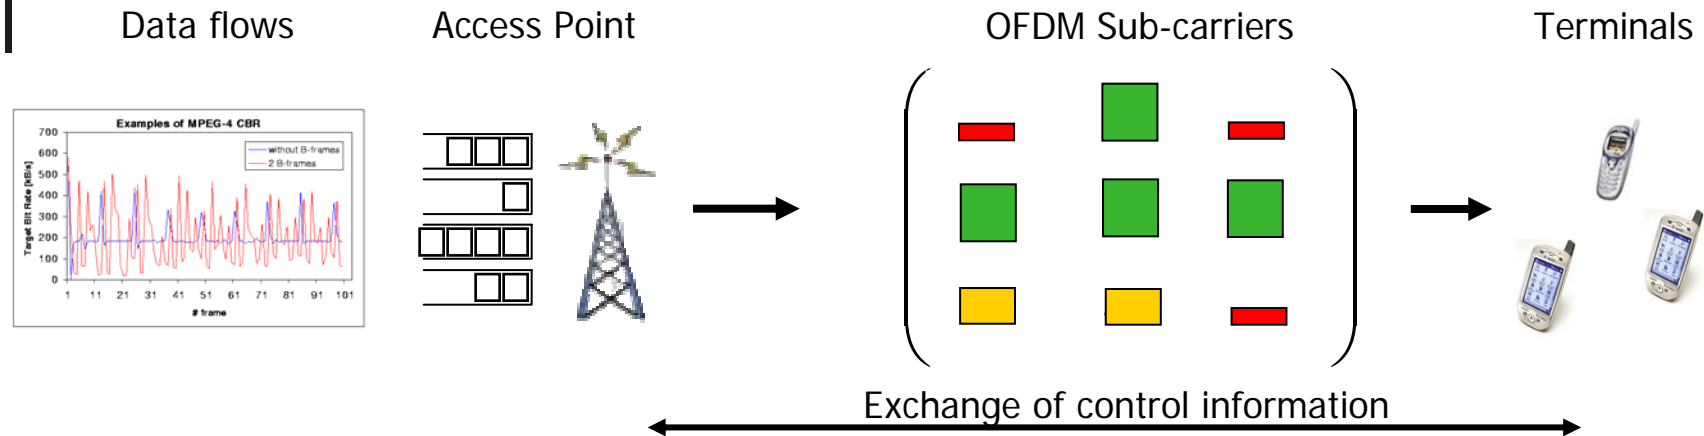 Data flows
Access Point
OFDM Sub-carriers
Terminals
Examples of MPEG-4 CBR
without B-frames
2 B-frames
Target Bit Rate [kB/s]
700
600
500
400
300
200
100
0
1 11 21 31 41 51 61 71 81 91 101
# frame
Exchange of control information